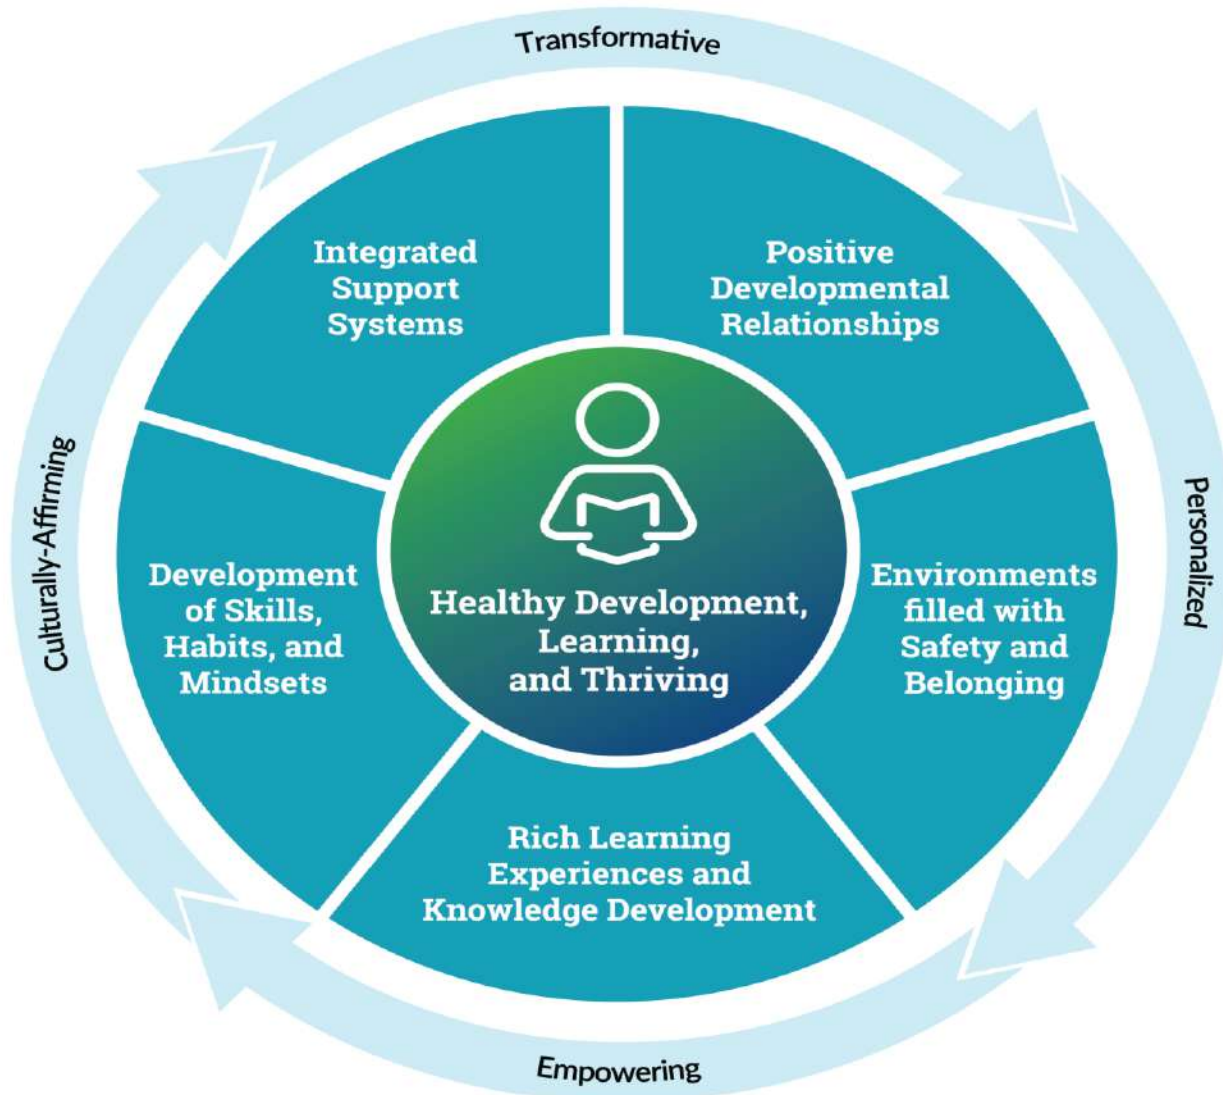 Transformative
Integrated
Support
Systems
Positive
Developmental
Relationships
Culturally-Affirming
Personalized
Development
of Skills,
Habits, and
Mindsets
Healthy Development,
Learning,
and Thriving
Environments
filled with
Safety and
Belonging
Rich Learning
Experiences and
Knowledge Development
Empowering